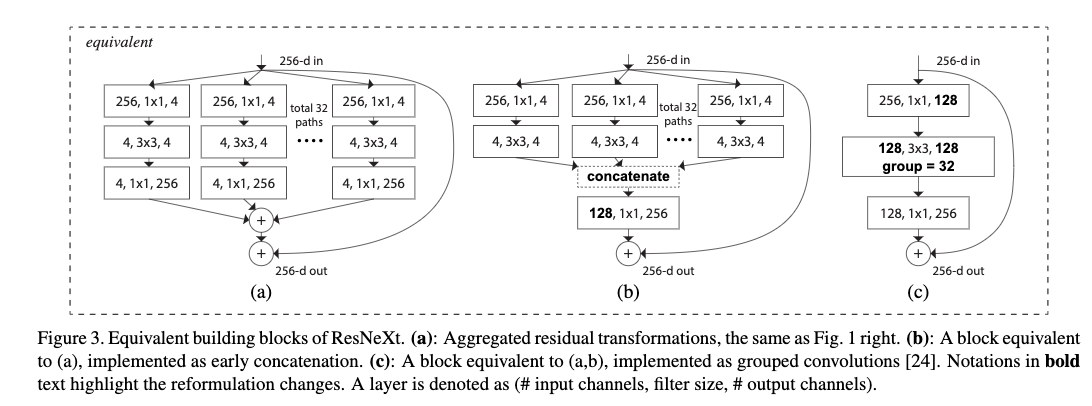 equivalent
256-d in
256, 1x1, 4
256, 1x1, 4
total 32
paths
256, 1x1, 4
4, 3x3, 4
4, 3x3, 4
....
4, 3x3, 4
4, 1x1, 256
4, 1x1, 256
4, 1x1, 256
+
+
256-d out
(a)
256-d in
256, 1x1, 4
256, 1x1, 4
total 32
paths
256, 1x1, 4
4, 3x3, 4
4, 3x3, 4
....
4, 3x3, 4
concatenate
128, 1x1, 256
+
256-d out
(b)
256-d in
256, 1x1, 128
128, 3x3, 128
group = 32
128, 1x1, 256
+
256-d out
(c)
Figure 3. Equivalent building blocks of ResNeXt. (a): Aggregated residual transformations, the same as Fig. 1 right. (b): A block equivalent
to (a), implemented as early concatenation. (c): A block equivalent to (a,b), implemented as grouped convolutions [24]. Notations in bold
text highlight the reformulation changes. A layer is denoted as (# input channels, filter size, # output channels).